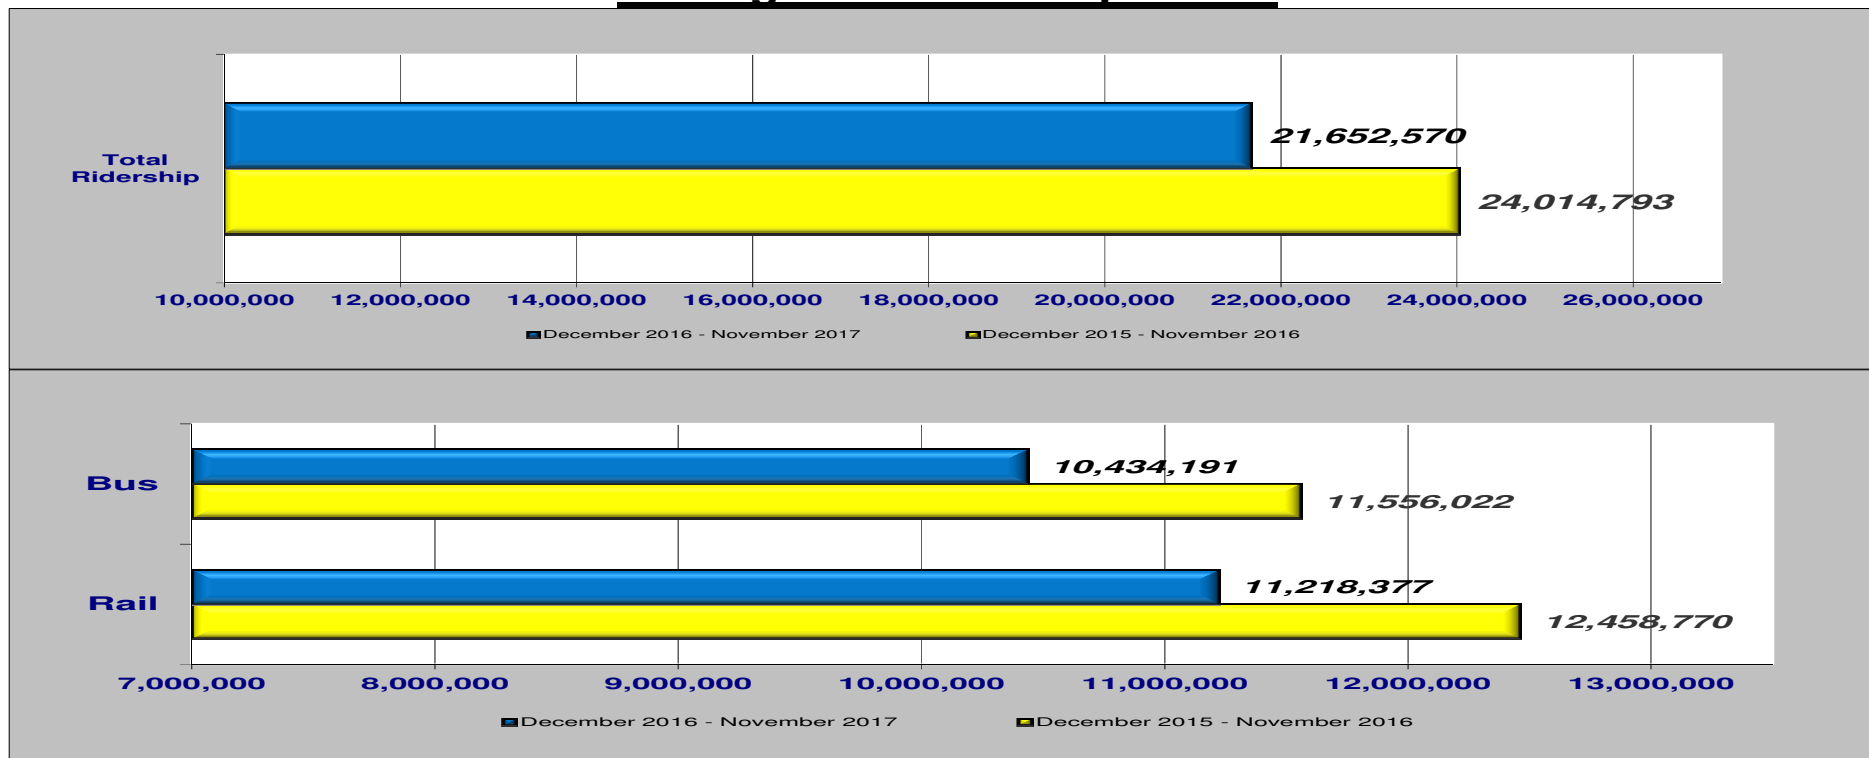 21,652,570
Total
Ridership
24,014,793
10,000,000 12,000,000 14,000,000 16,000,000 18,000,000 20,000,000 22,000,000 24,000,000 26,000,000
December 2016 - November 2017 December 2015 - November 2016
10,434,191
Bus
11,556,022
11,218,377
Rail
12,458,770
7,000,000 8,000,000 9,000,000 10,000,000 11,000,000 12,000,000 13,000,000
December 2016 - November 2017 December 2015 - November 2016